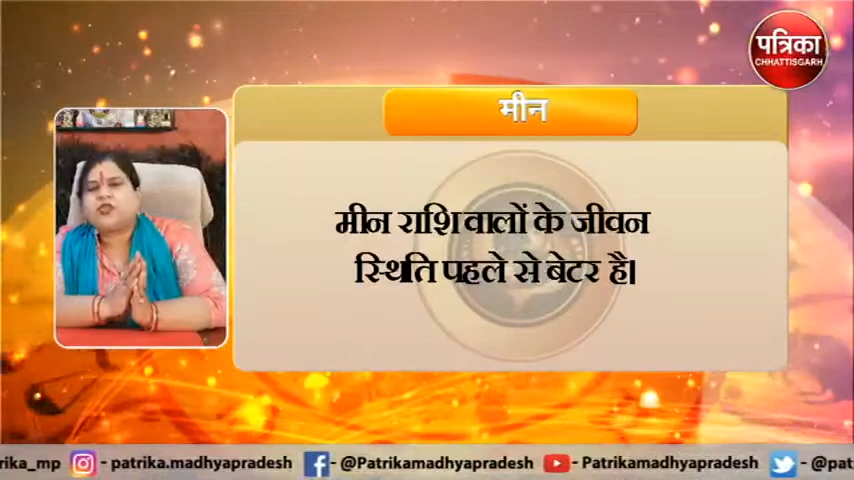 पत्रिका
CHHATTISGARH
मीन
मीन राशि वालों के जीवन
स्थिति पहले से बेटर है।
rika_mp - patrika.madhyapradesh - @Patrikamadhyapradesh - Patrikamadhyapradesh - @pat